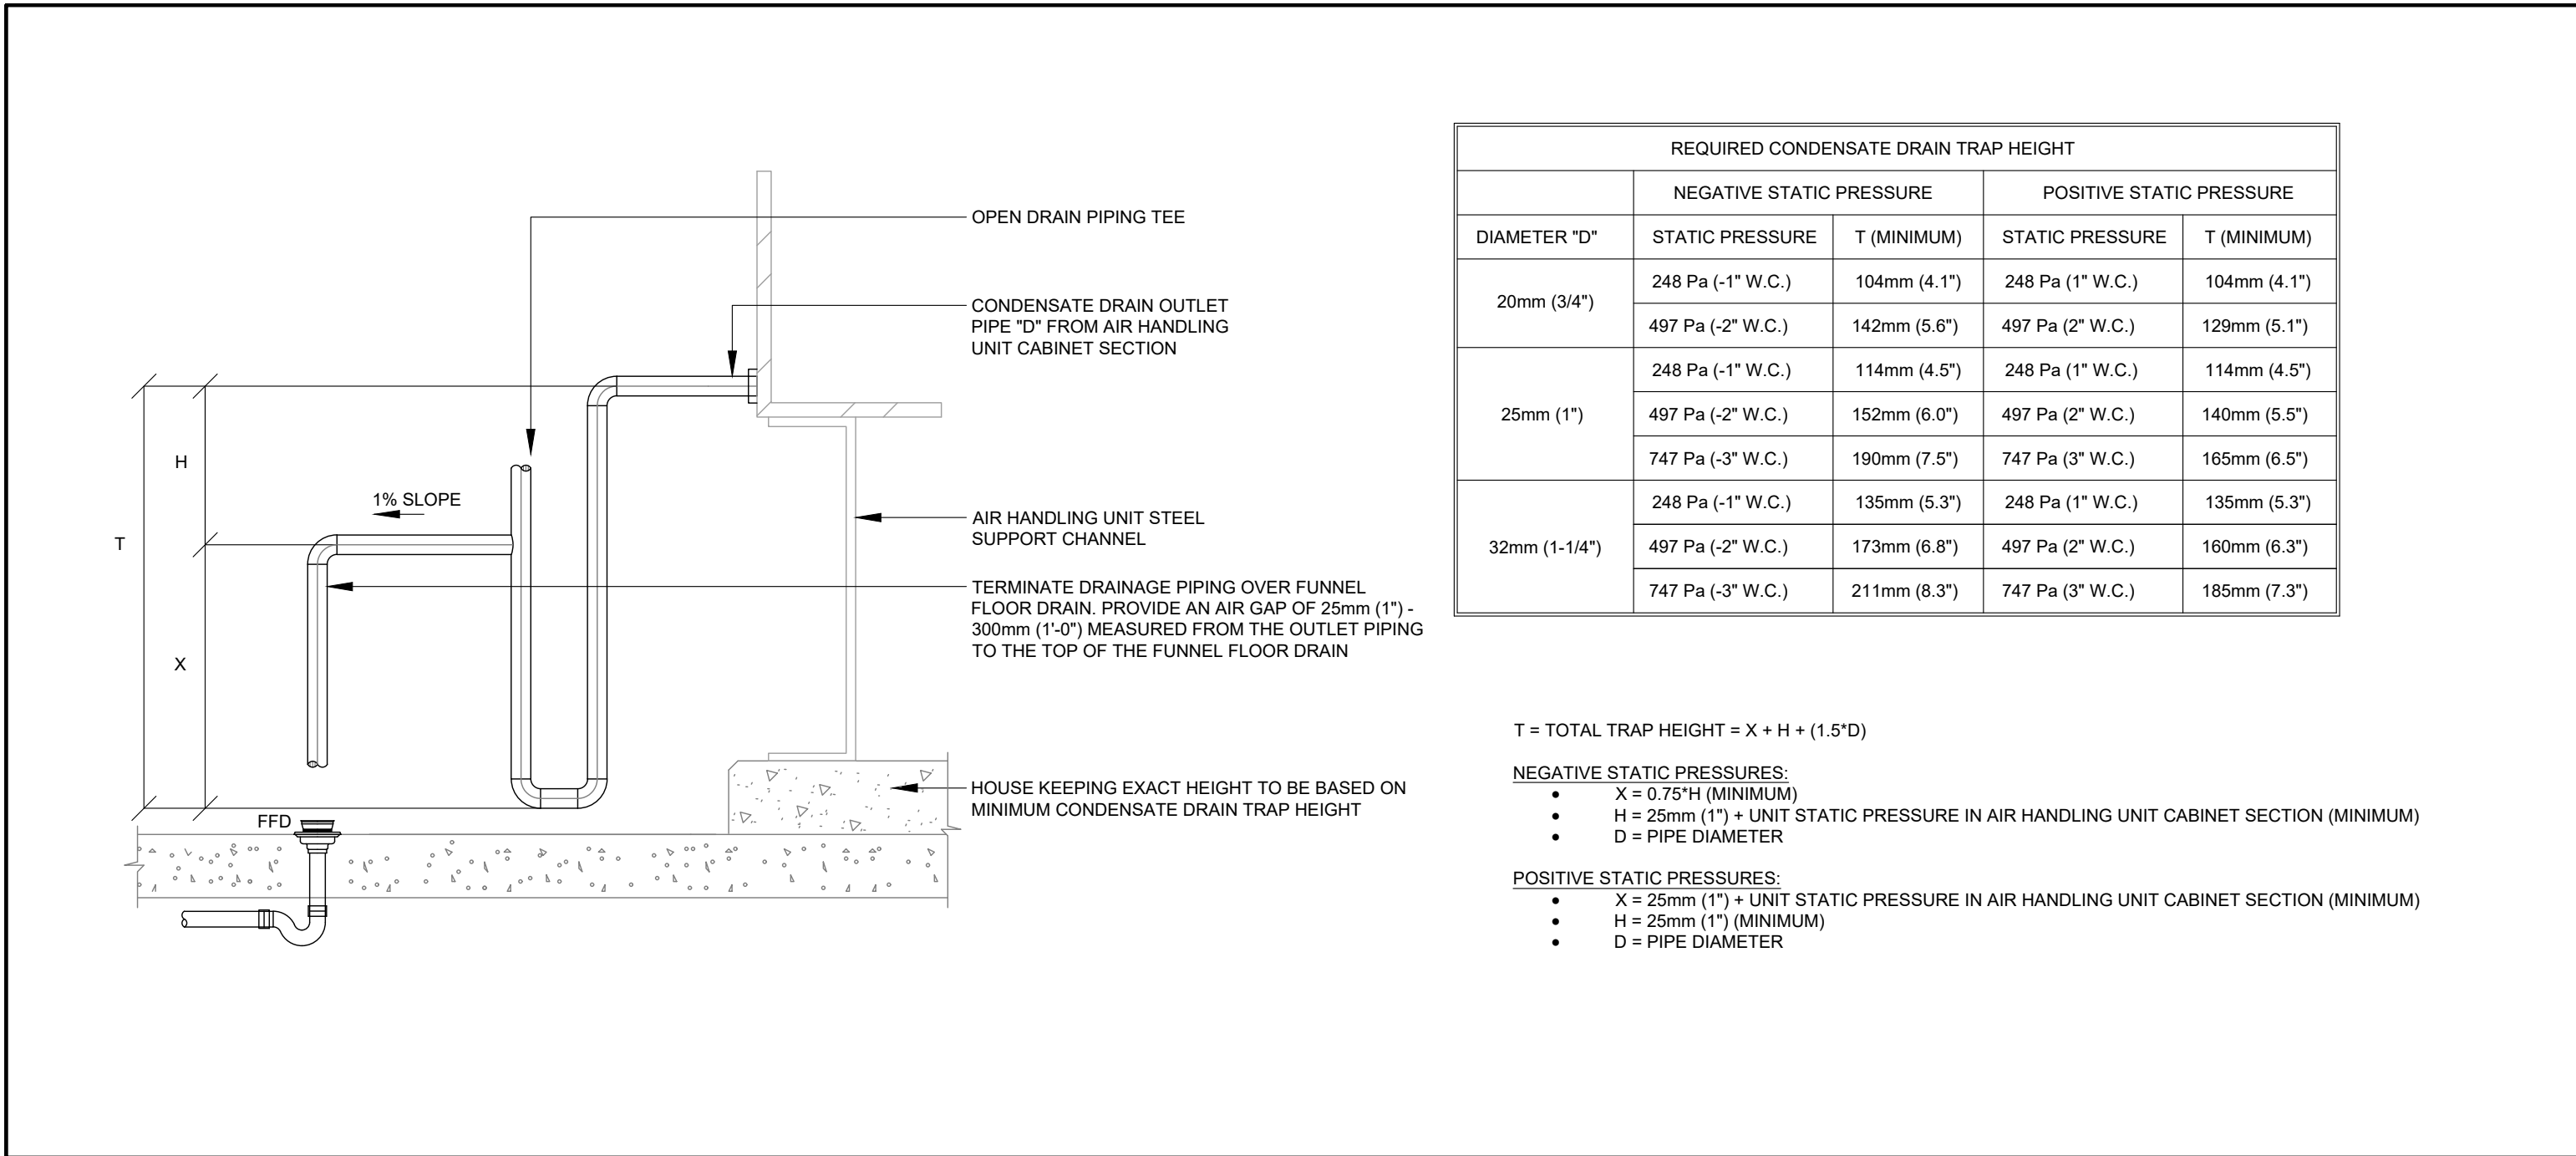 OPEN DRAIN PIPING TEE
CONDENSATE DRAIN OUTLET
PIPE "D" FROM AIR HANDLING
UNIT CABINET SECTION
H
1% SLOPE
AIR HANDLING UNIT STEEL
SUPPORT CHANNEL
T
TERMINATE DRAINAGE PIPING OVER FUNNEL
FLOOR DRAIN. PROVIDE AN AIR GAP OF 25mm (1") -
300mm (1'-0") MEASURED FROM THE OUTLET PIPING
TO THE TOP OF THE FUNNEL FLOOR DRAIN
X
HOUSE KEEPING EXACT HEIGHT TO BE BASED ON
MINIMUM CONDENSATE DRAIN TRAP HEIGHT
FFD
REQUIRED CONDENSATE DRAIN TRAP HEIGHT
NEGATIVE STATIC PRESSURE POSITIVE STATIC PRESSURE
DIAMETER "D" STATIC PRESSURE T (MINIMUM) STATIC PRESSURE T (MINIMUM)
20mm (3/4") 248 Pa (-1" W.C.) 104mm (4.1") 248 Pa (1" W.C.) 104mm (4.1")
497 Pa (-2" W.C.) 142mm (5.6") 497 Pa (2" W.C.) 129mm (5.1")
25mm (1") 248 Pa (-1" W.C.) 114mm (4.5") 248 Pa (1" W.C.) 114mm (4.5")
497 Pa (-2" W.C.) 152mm (6.0") 497 Pa (2" W.C.) 140mm (5.5")
747 Pa (-3" W.C.) 190mm (7.5") 747 Pa (3" W.C.) 165mm (6.5")
32mm (1-1/4") 248 Pa (-1" W.C.) 135mm (5.3") 248 Pa (1" W.C.) 135mm (5.3")
497 Pa (-2" W.C.) 173mm (6.8") 497 Pa (2" W.C.) 160mm (6.3")
747 Pa (-3" W.C.) 211mm (8.3") 747 Pa (3" W.C.) 185mm (7.3")
T = TOTAL TRAP HEIGHT = X + H + (1.5*D)
NEGATIVE STATIC PRESSURES:
• X = 0.75*H (MINIMUM)
• H = 25mm (1") + UNIT STATIC PRESSURE IN AIR HANDLING UNIT CABINET SECTION (MINIMUM)
• D = PIPE DIAMETER
POSITIVE STATIC PRESSURES:
• X = 25mm (1") + UNIT STATIC PRESSURE IN AIR HANDLING UNIT CABINET SECTION (MINIMUM)
• H = 25mm (1") (MINIMUM)
• D = PIPE DIAMETER